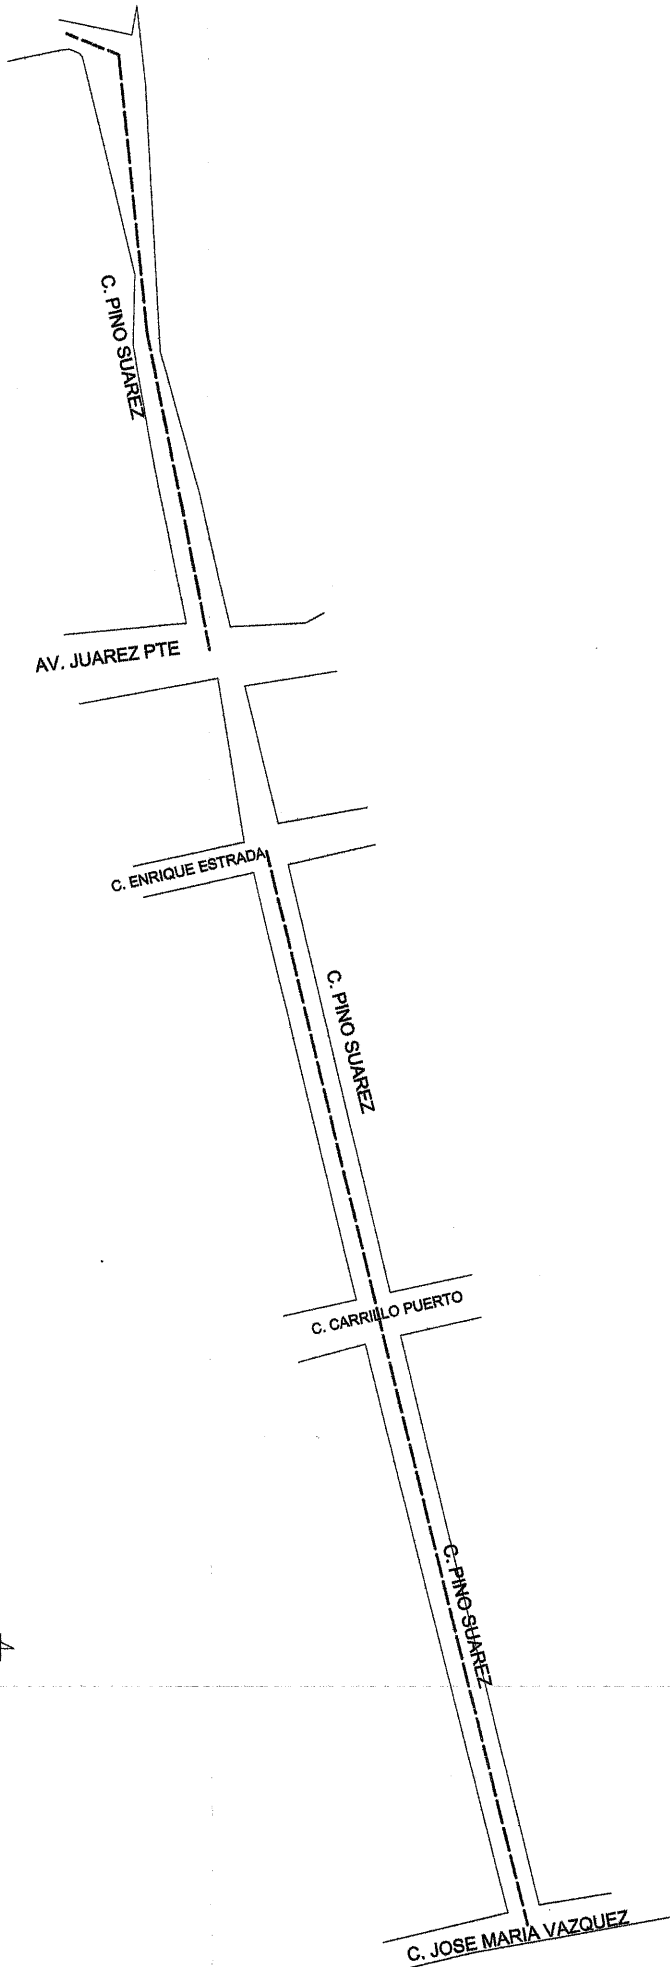 C. PINO SUAREZ
AV. JUAREZ PTE
C. ENRIQUE ESTRADA
C. PINO SUAREZ
C. CARRILLO PUERTO
C. PINO SUAREZ
C. JOSE MARIA VAZQUEZ